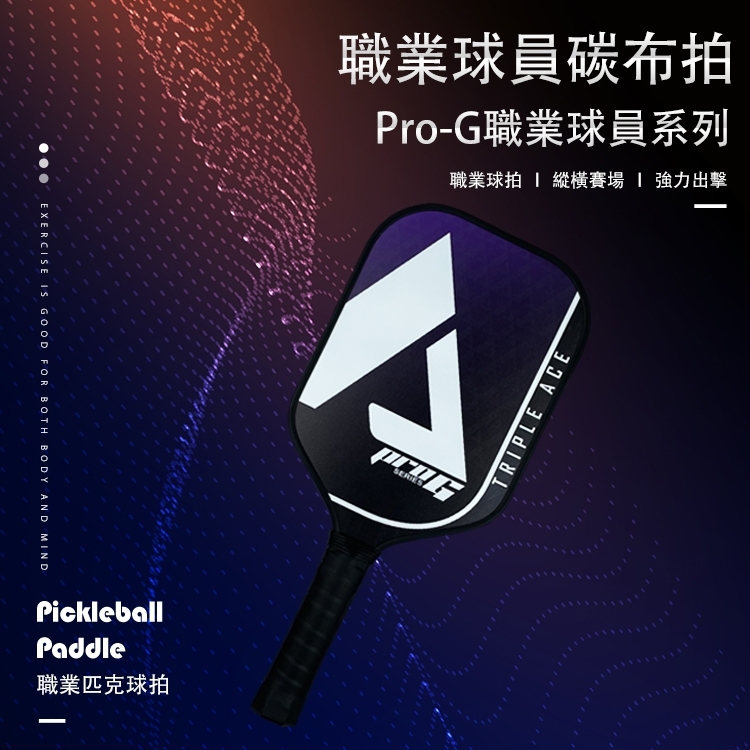 職業球員碳布拍
Pro-G職業球員系列
職業球拍 I 縱橫賽場 I 強力出擊
EXERCISE IS GOOD FOR BOTH BODY AND MIND
TRIPLE ACE
proG
SERIES
Pickleball
Paddle
職業匹克球拍